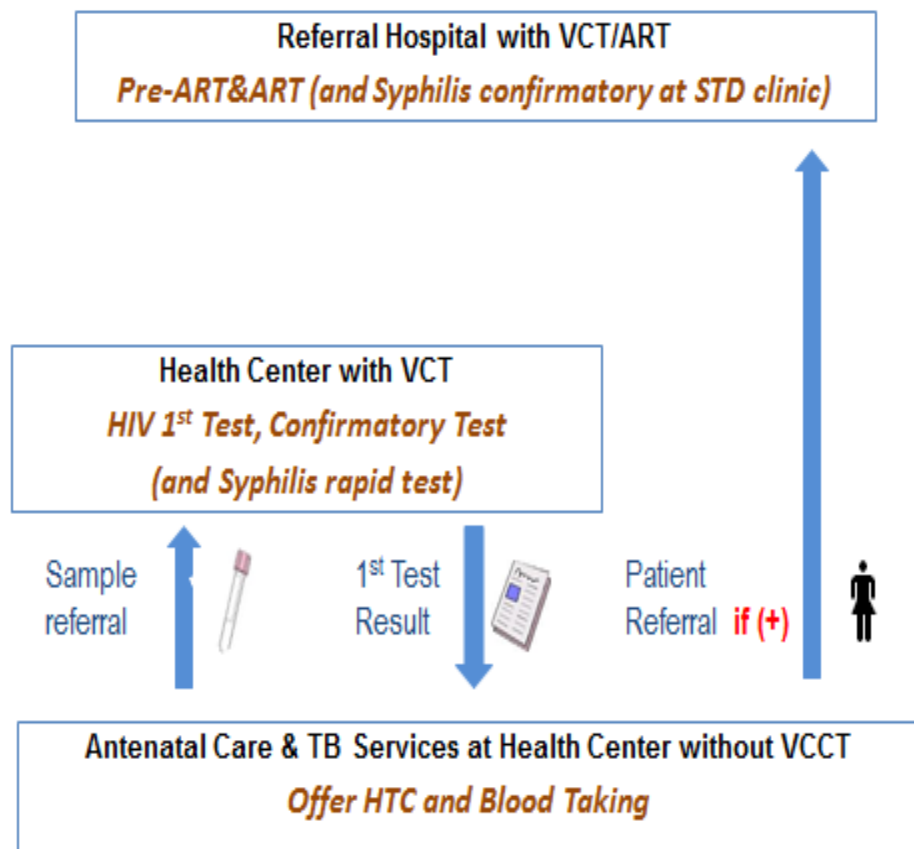 Referral Hospital with VCT/ART
Pre-ART&ART (and Syphilis confirmatory at STD clinic)
Health Center with VCT
HIV 1st Test, Confirmatory Test
(and Syphilis rapid test)
Sample
referral
1st Test
Result
Patient
Referral if (+)
Antenatal Care & TB Services at Health Center without VCCT
Offer HTC and Blood Taking